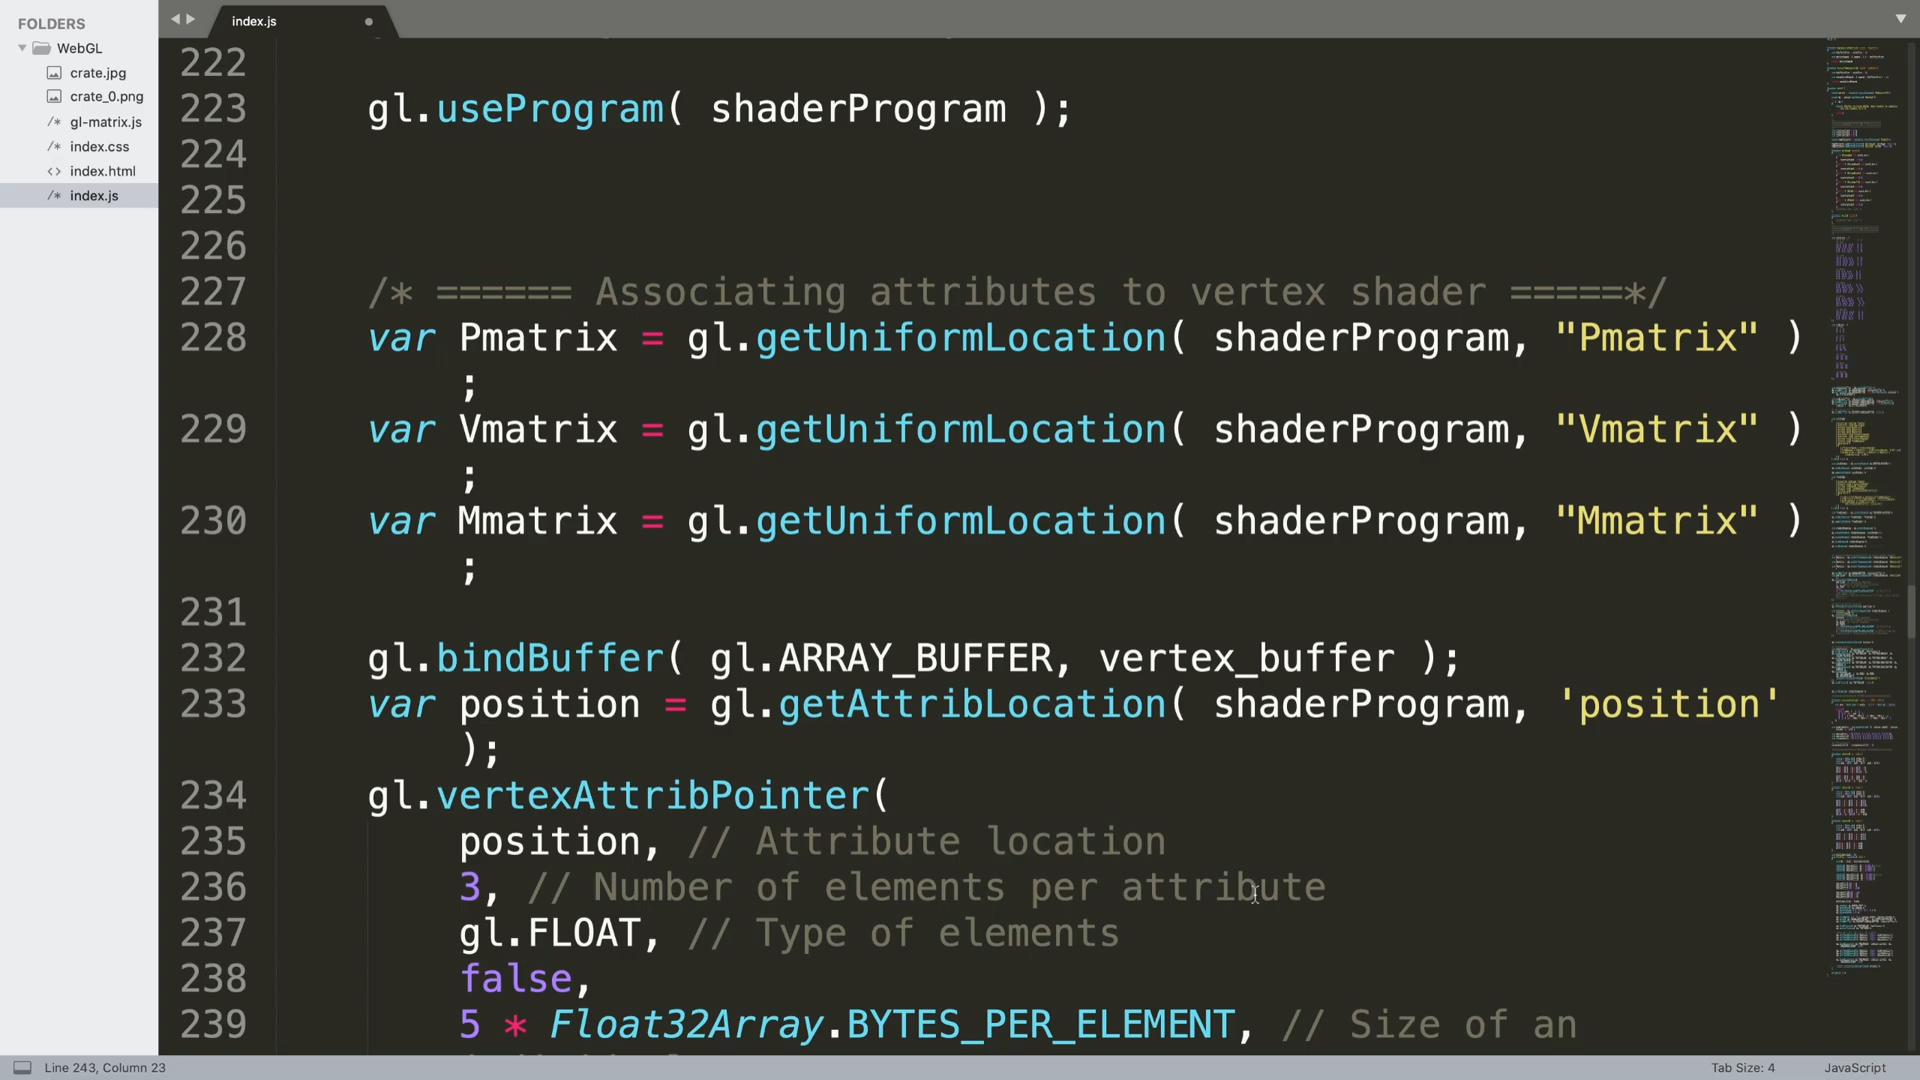 FOLDERS
WebGL
crate.jpg
crate_0.png
/* gl-matrix.js
/* index.css
<> index.html
/* index.js
index.js
222
223 gl.useProgram( shaderProgram );
224
225
226
227 /* ====== Associating attributes to vertex shader =====*/
228 var Pmatrix = gl.getUniformLocation( shaderProgram, "Pmatrix" )
;
229 var Vmatrix = gl.getUniformLocation( shaderProgram, "Vmatrix" )
;
230 var Mmatrix = gl.getUniformLocation( shaderProgram, "Mmatrix" )
;
231
232 gl.bindBuffer( gl.ARRAY_BUFFER, vertex_buffer );
233 var position = gl.getAttribLocation( shaderProgram, 'position'
);
234 gl.vertexAttribPointer(
235 position, // Attribute location
236 3, // Number of elements per attribute
237 gl.FLOAT, // Type of elements
238 false,
239 5 * Float32Array.BYTES_PER_ELEMENT, // Size of an
Line 243, Column 23
Tab Size: 4
JavaScript